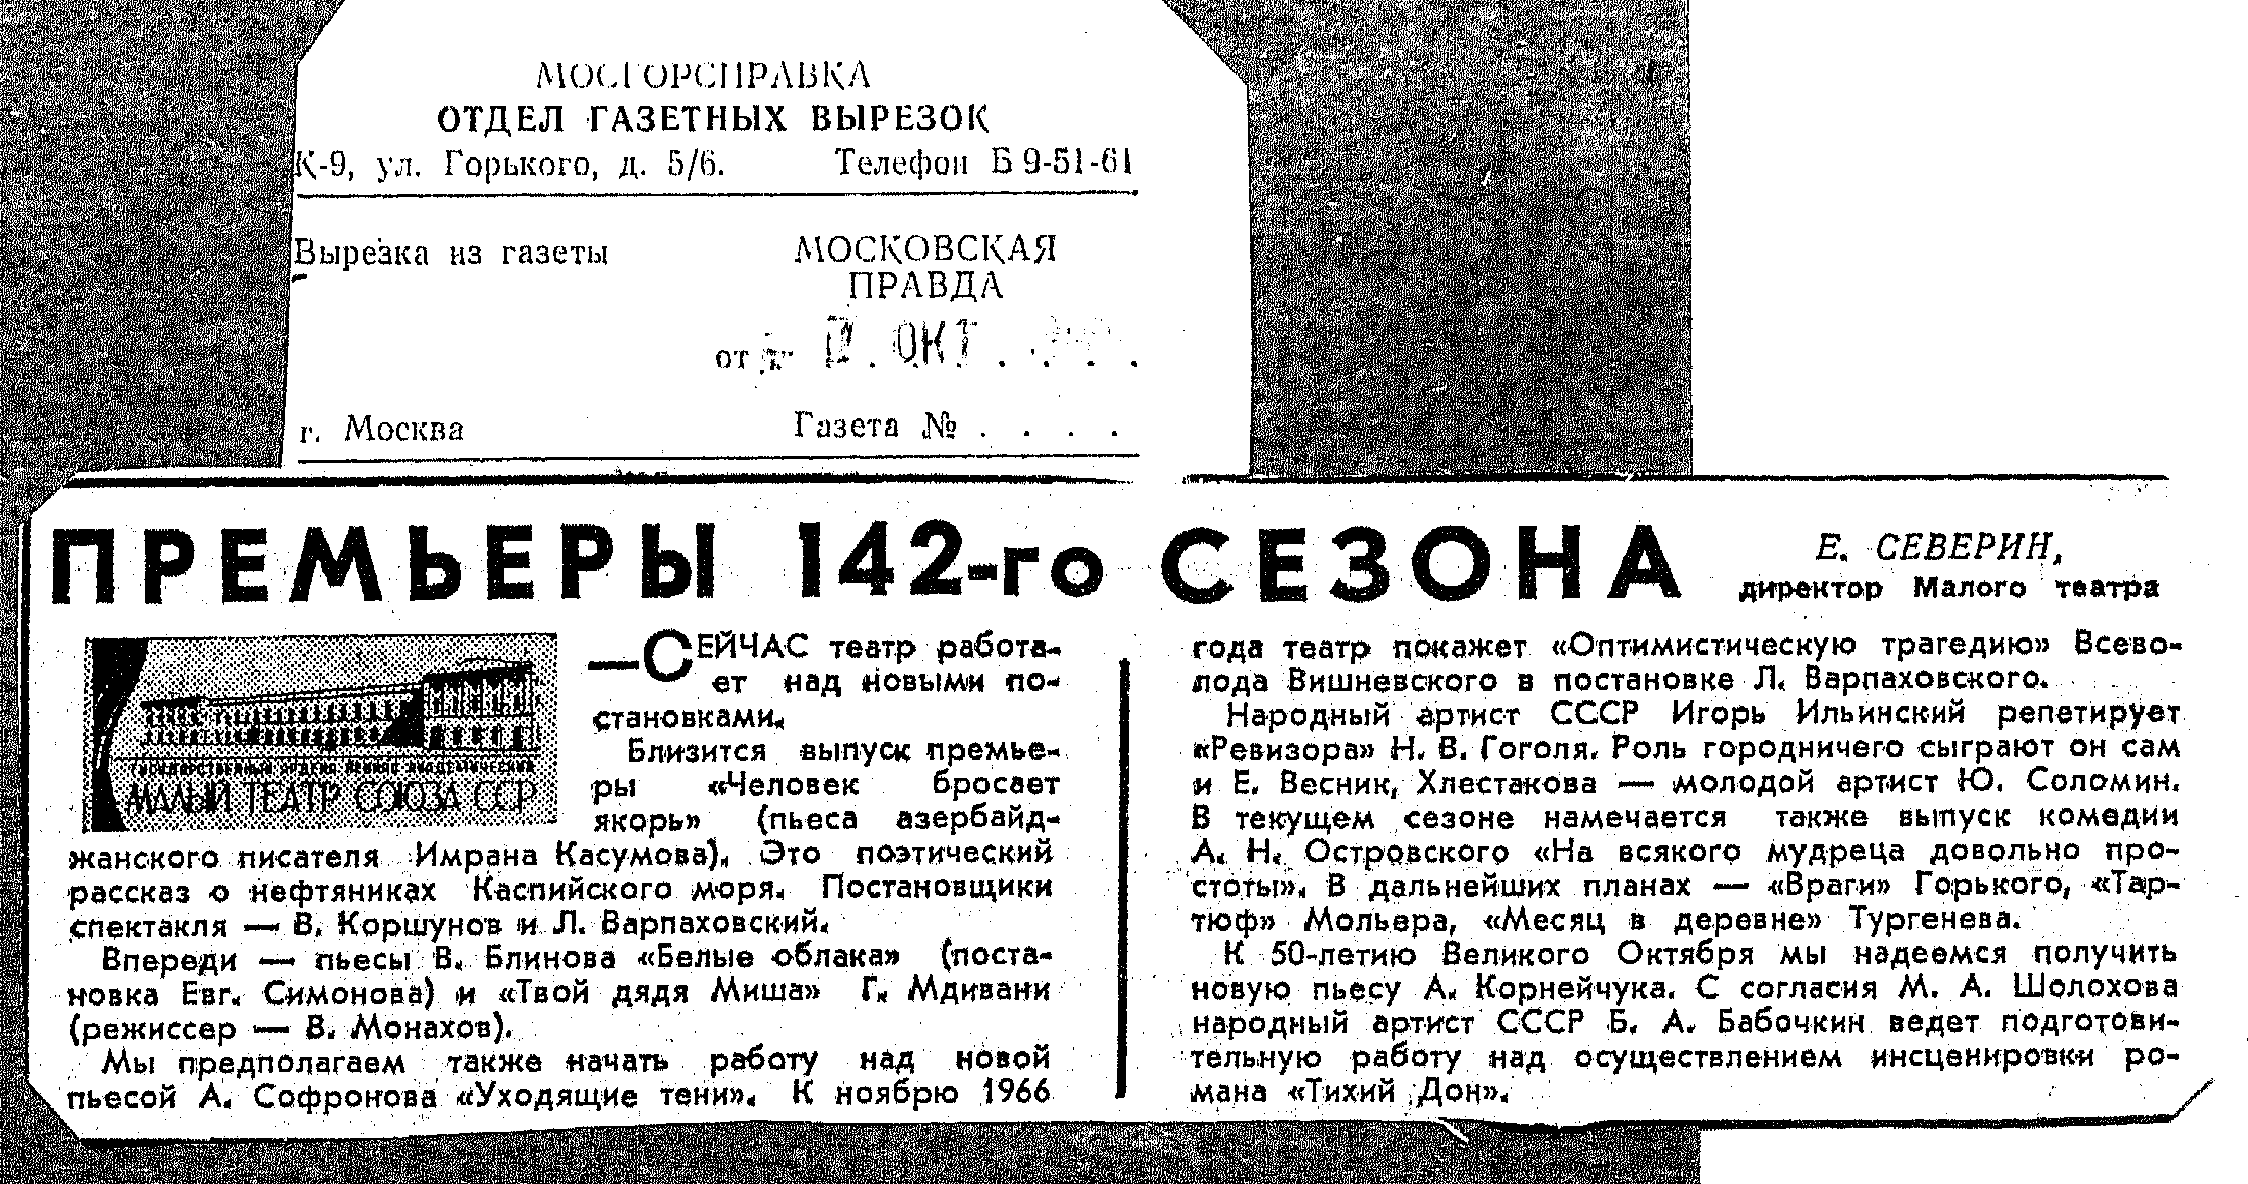 МОСГОРСПРАВКА
ОТДЕЛ ГАЗЕТНЫХ ВЫРЕЗОК
К-9, ул. Горького, д. 5/6. Телефон Б 9-51-61
Вырезка из газеты МОСКОВСКАЯ
ПРАВДА
от ОКТ . . . .
г. Москва Газета № . . . .
ПРЕМЬЕРЫ 142-го СЕЗОНА
Е. СЕВЕРИН,
директор Малого театра
ГОСУДАРСТВЕННЫЙ ОРДЕНА ЛЕНИНА АКАДЕМИЧЕСКИЙ
МАЛЫЙ ТЕАТР СОЮЗА ССР
—СЕЙЧАС театр работа-
ет над новыми по-
становками.
Близится выпуск премье-
ры «Человек бросает
якорь» (пьеса азербайд-
жанского писателя Имрана Касумова). Это поэтический
рассказ о нефтяниках Каспийского моря. Постановщики
спектакля — В. Коршунов и Л. Варпаховский.
Впереди — пьесы В. Блинова «Белые облака» (поста-
новка Евг. Симонова) и «Твой дядя Миша» Г. Мдивани
(режиссер — В. Монахов).
Мы предполагаем также начать работу над новой
пьесой А. Софронова «Уходящие тени». К ноябрю 1966
года театр покажет «Оптимистическую трагедию» Всево-
лода Вишневского в постановке Л. Варпаховского.
Народный артист СССР Игорь Ильинский репетирует
«Ревизора» Н. В. Гоголя. Роль городничего сыграют он сам
и Е. Весник, Хлестакова — молодой артист Ю. Соломин.
В текущем сезоне намечается также выпуск комедии
А. Н. Островского «На всякого мудреца довольно про-
стоты». В дальнейших планах — «Враги» Горького, «Тар-
тюф» Мольера, «Месяц в деревне» Тургенева.
К 50-летию Великого Октября мы надеемся получить
новую пьесу А. Корнейчука. С согласия М. А. Шолохова
народный артист СССР Б. А. Бабочкин ведет подготови-
тельную работу над осуществлением инсценировки ро-
мана «Тихий Дон».